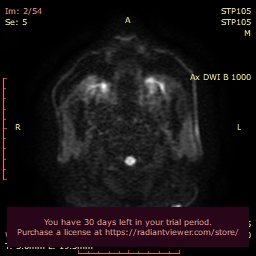 Im: 2/54
Se: 5
A
STP105
STP105
M
Ax DWI B 1000
R
L
You have 30 days left in your trial period.
Purchase a license at https://radiantviewer.com/store/